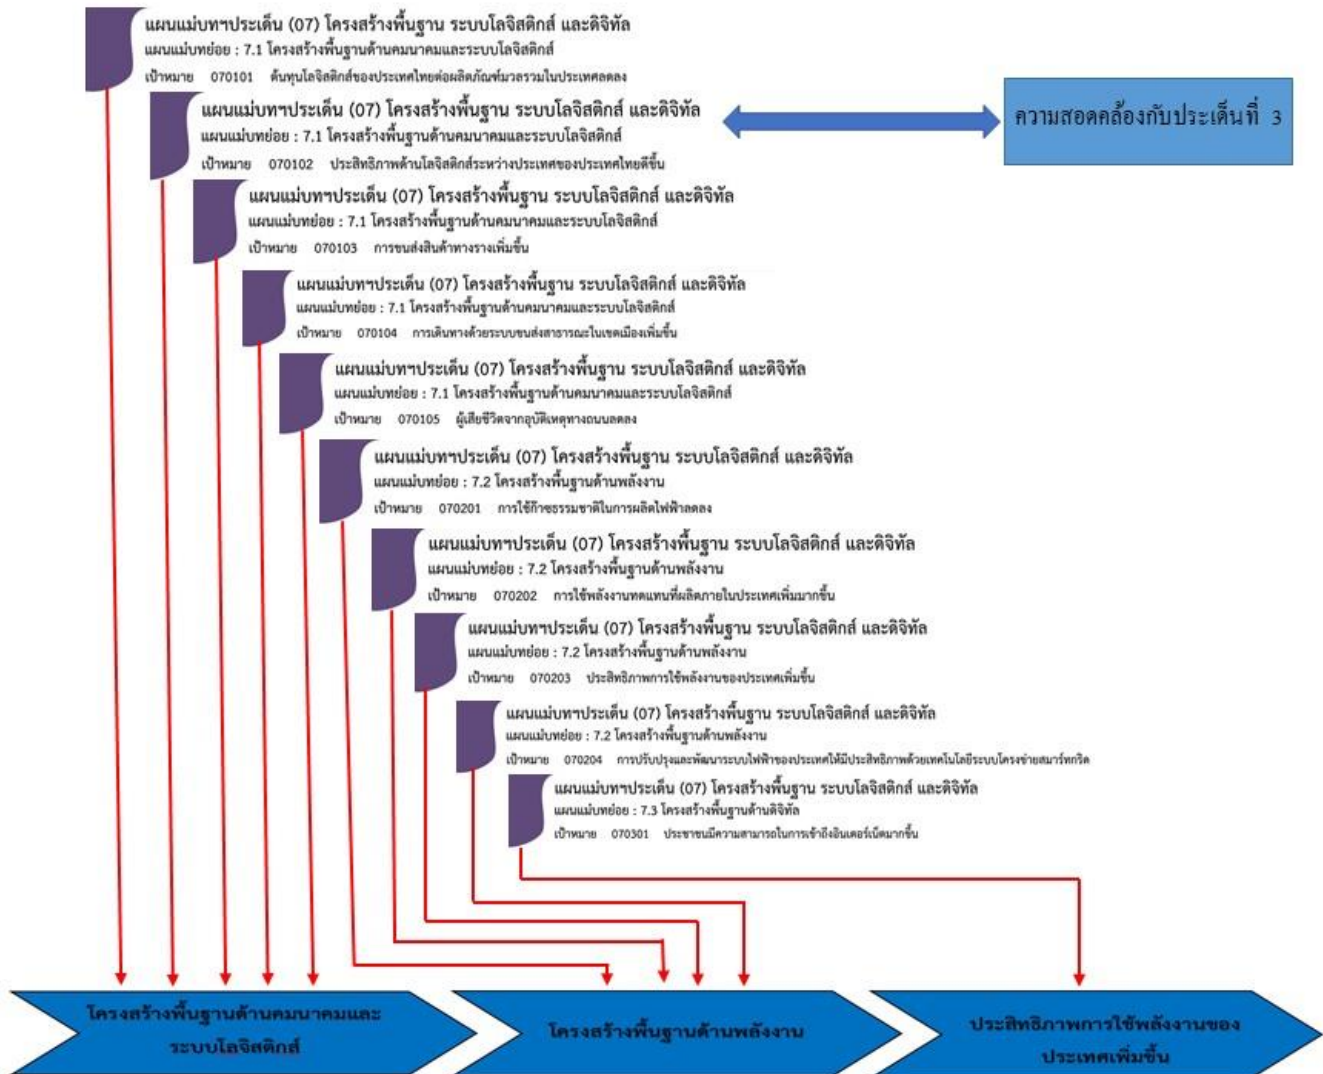 แผนแม่บทฯประเด็น (07) โครงสร้างพื้นฐาน ระบบโลจิสติกส์ และดิจิทัล
แผนแม่บทย่อย : 7.1 โครงสร้างพื้นฐานด้านคมนาคมและระบบโลจิสติกส์
เป้าหมาย 070101 ต้นทุนโลจิสติกส์ของประเทศไทยต่อผลิตภัณฑ์มวลรวมในประเทศลดลง
แผนแม่บทฯประเด็น (07) โครงสร้างพื้นฐาน ระบบโลจิสติกส์ และดิจิทัล
แผนแม่บทย่อย : 7.1 โครงสร้างพื้นฐานด้านคมนาคมและระบบโลจิสติกส์
เป้าหมาย 070102 ประสิทธิภาพด้านโลจิสติกส์ระหว่างประเทศของประเทศไทยดีขึ้น
ความสอดคล้องกับประเด็นที่ 3
แผนแม่บทฯประเด็น (07) โครงสร้างพื้นฐาน ระบบโลจิสติกส์ และดิจิทัล
แผนแม่บทย่อย : 7.1 โครงสร้างพื้นฐานด้านคมนาคมและระบบโลจิสติกส์
เป้าหมาย 070103 การขนส่งสินค้าทางรางเพิ่มขึ้น
แผนแม่บทฯประเด็น (07) โครงสร้างพื้นฐาน ระบบโลจิสติกส์ และดิจิทัล
แผนแม่บทย่อย : 7.1 โครงสร้างพื้นฐานด้านคมนาคมและระบบโลจิสติกส์
เป้าหมาย 070104 การเดินทางด้วยระบบขนส่งสาธารณะในเขตเมืองเพิ่มขึ้น
แผนแม่บทฯประเด็น (07) โครงสร้างพื้นฐาน ระบบโลจิสติกส์ และดิจิทัล
แผนแม่บทย่อย : 7.1 โครงสร้างพื้นฐานด้านคมนาคมและระบบโลจิสติกส์
เป้าหมาย 070105 ผู้เสียชีวิตจากอุบัติเหตุทางถนนลดลง
แผนแม่บทฯประเด็น (07) โครงสร้างพื้นฐาน ระบบโลจิสติกส์ และดิจิทัล
แผนแม่บทย่อย : 7.2 โครงสร้างพื้นฐานด้านพลังงาน
เป้าหมาย 070201 การใช้ก๊าซธรรมชาติในการผลิตไฟฟ้าลดลง
แผนแม่บทฯประเด็น (07) โครงสร้างพื้นฐาน ระบบโลจิสติกส์ และดิจิทัล
แผนแม่บทย่อย : 7.2 โครงสร้างพื้นฐานด้านพลังงาน
เป้าหมาย 070202 การใช้พลังงานทดแทนที่ผลิตภายในประเทศเพิ่มมากขึ้น
แผนแม่บทฯประเด็น (07) โครงสร้างพื้นฐาน ระบบโลจิสติกส์ และดิจิทัล
แผนแม่บทย่อย : 7.2 โครงสร้างพื้นฐานด้านพลังงาน
เป้าหมาย 070203 ประสิทธิภาพการใช้พลังงานของประเทศเพิ่มขึ้น
แผนแม่บทฯประเด็น (07) โครงสร้างพื้นฐาน ระบบโลจิสติกส์ และดิจิทัล
แผนแม่บทย่อย : 7.2 โครงสร้างพื้นฐานด้านพลังงาน
เป้าหมาย 070204 การปรับปรุงและพัฒนาระบบไฟฟ้าของประเทศให้มีประสิทธิภาพด้วยเทคโนโลยีระบบโครงข่ายสมาร์ทกริด
แผนแม่บทฯประเด็น (07) โครงสร้างพื้นฐาน ระบบโลจิสติกส์ และดิจิทัล
แผนแม่บทย่อย : 7.3 โครงสร้างพื้นฐานด้านดิจิทัล
เป้าหมาย 070301 ประชาชนมีความสามารถในการเข้าถึงอินเตอร์เน็ตมากขึ้น
โครงสร้างพื้นฐานด้านคมนาคมและ
ระบบโลจิสติกส์
โครงสร้างพื้นฐานด้านพลังงาน
ประสิทธิภาพการใช้พลังงานของ
ประเทศเพิ่มขึ้น